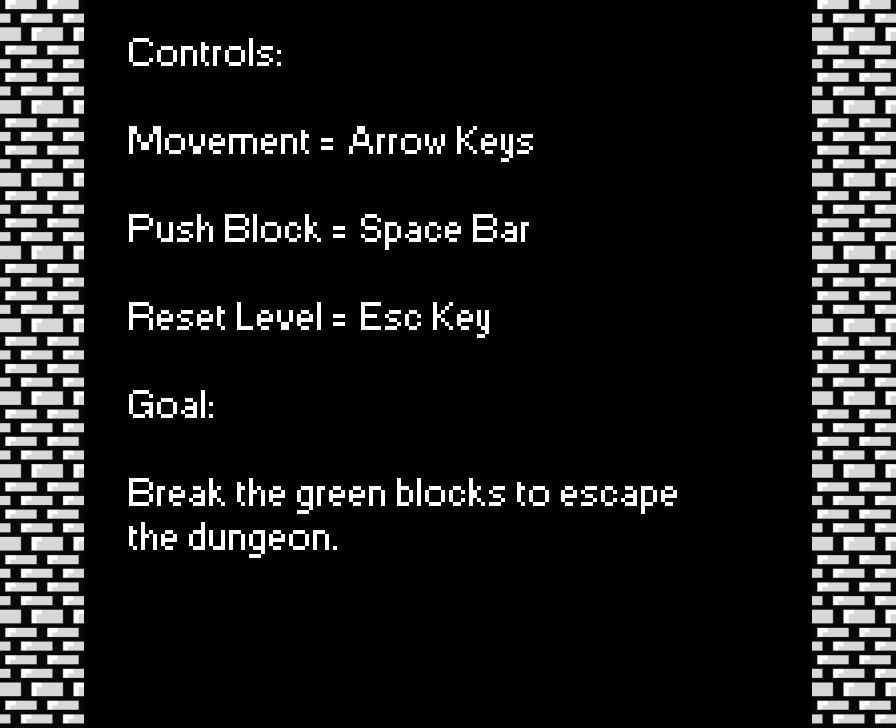 Controls:
Movement = Arrow Keys
Push Block = Space Bar
Reset Level = Esc Key
Goal:
Break the green blocks to escape
the dungeon.